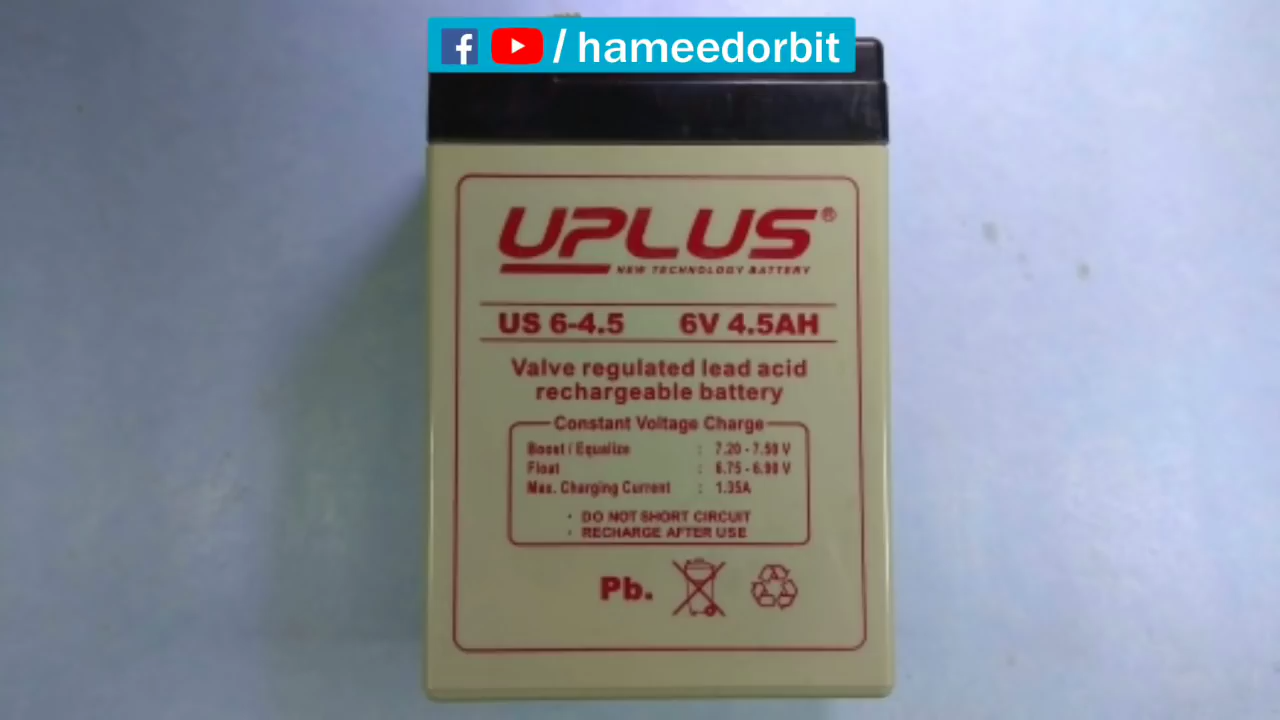 / hameedorbit
UPLUS®
NEW TECHNOLOGY BATTERY
US 6-4.5 6V 4.5AH
Valve regulated lead acid
rechargeable battery
Constant Voltage Charge
Boost / Equalize : 7.20 - 7.50 V
Float : 6.75 - 6.90 V
Max. Charging Current : 1.35A
· DO NOT SHORT CIRCUIT
· RECHARGE AFTER USE
Pb.